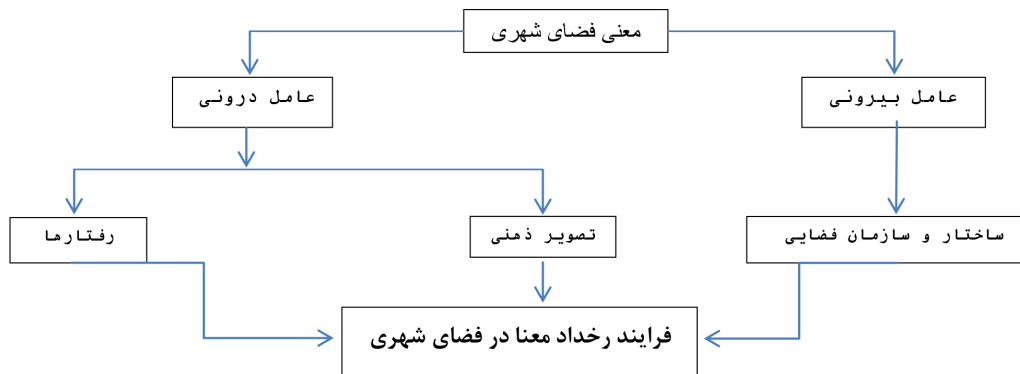 معنی فضای شهری
عامل بیرونی
عامل درونی
ساختار و سازمان فضایی
تصویر ذهنی
رفتارها
فرایند رخداد معنا در فضای شهری